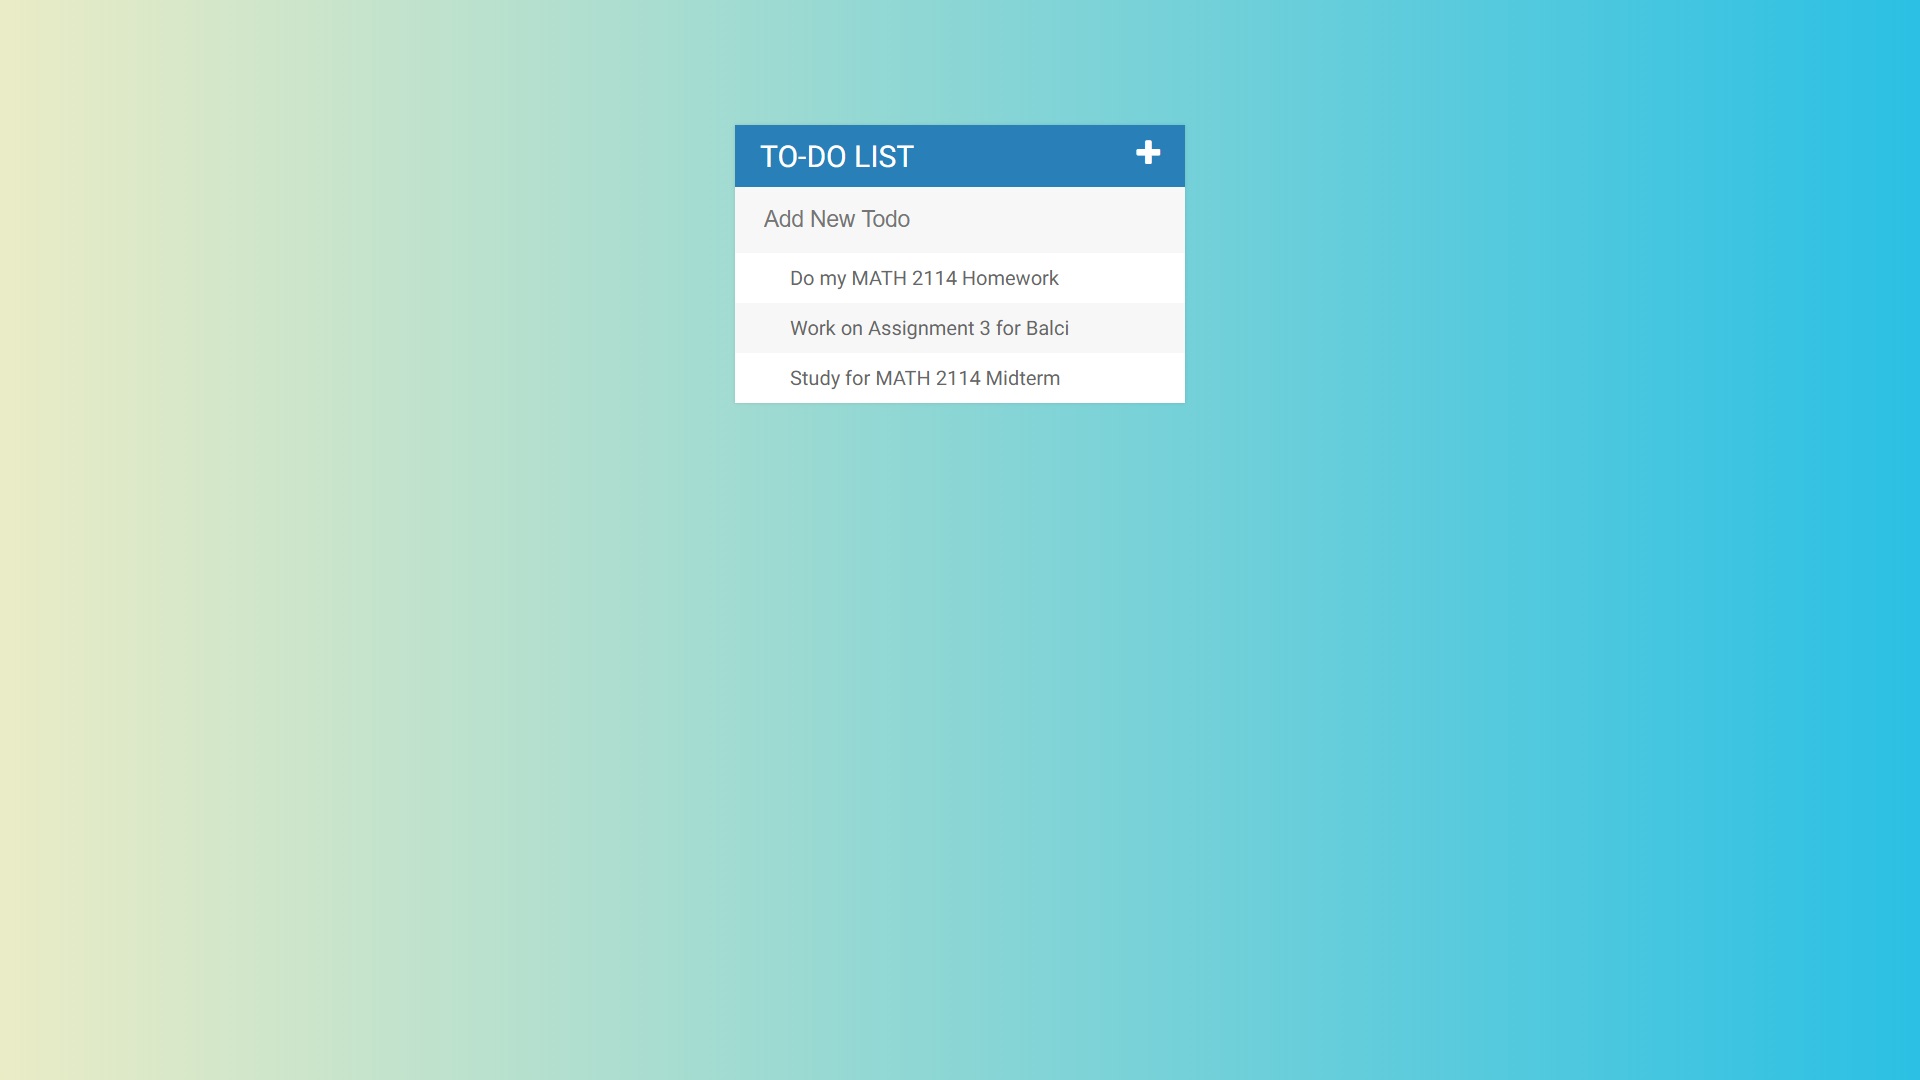 TO-DO LIST
Add New Todo
Do my MATH 2114 Homework
Work on Assignment 3 for Balci
Study for MATH 2114 Midterm